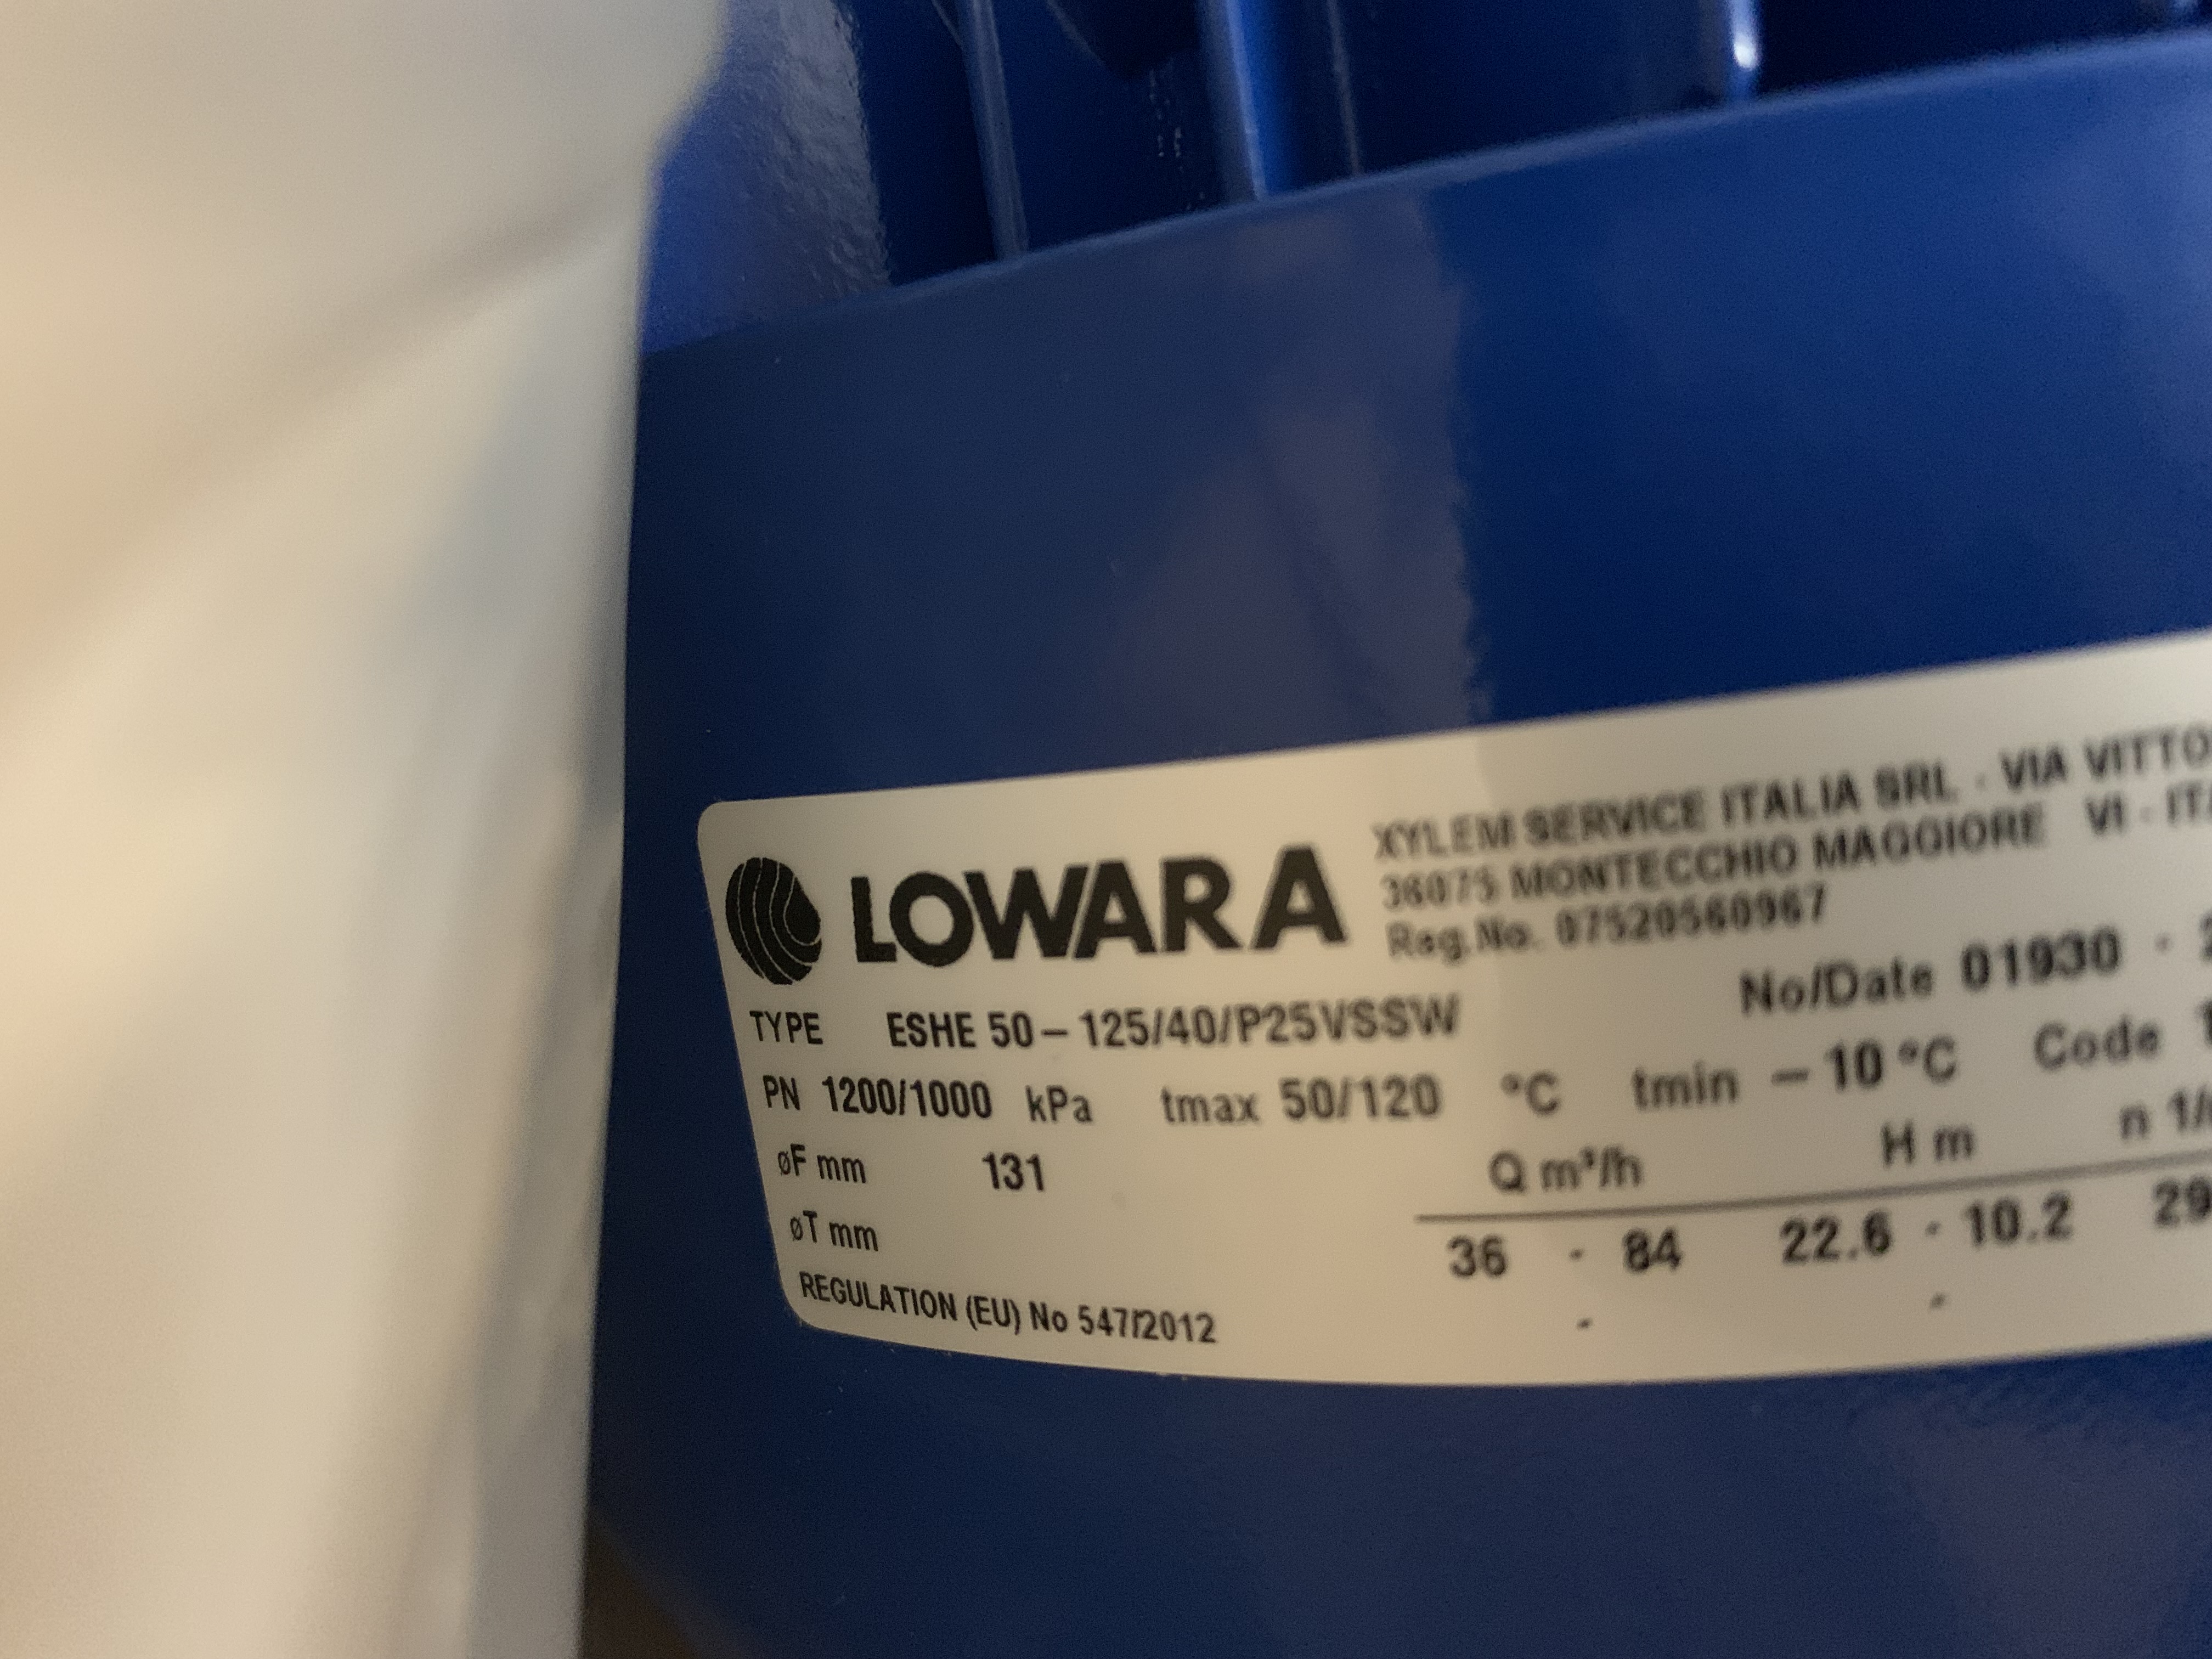 LOWARA
XYLEM SERVICE ITALIA SRL - VIA
36075 MONTECCHIO MAGGIORE VI -
Reg.No. 07520560967
No/Date 01930 -
TYPE ESHE 50-125/40/P25VSSW
PN 1200/1000 kPa tmax 50/120 °C tmin -10 °C Code
øF mm 131 Q m³/h H m n
øT mm 36 - 84 22.6 - 10.2
- -
REGULATION (EU) No 547/2012